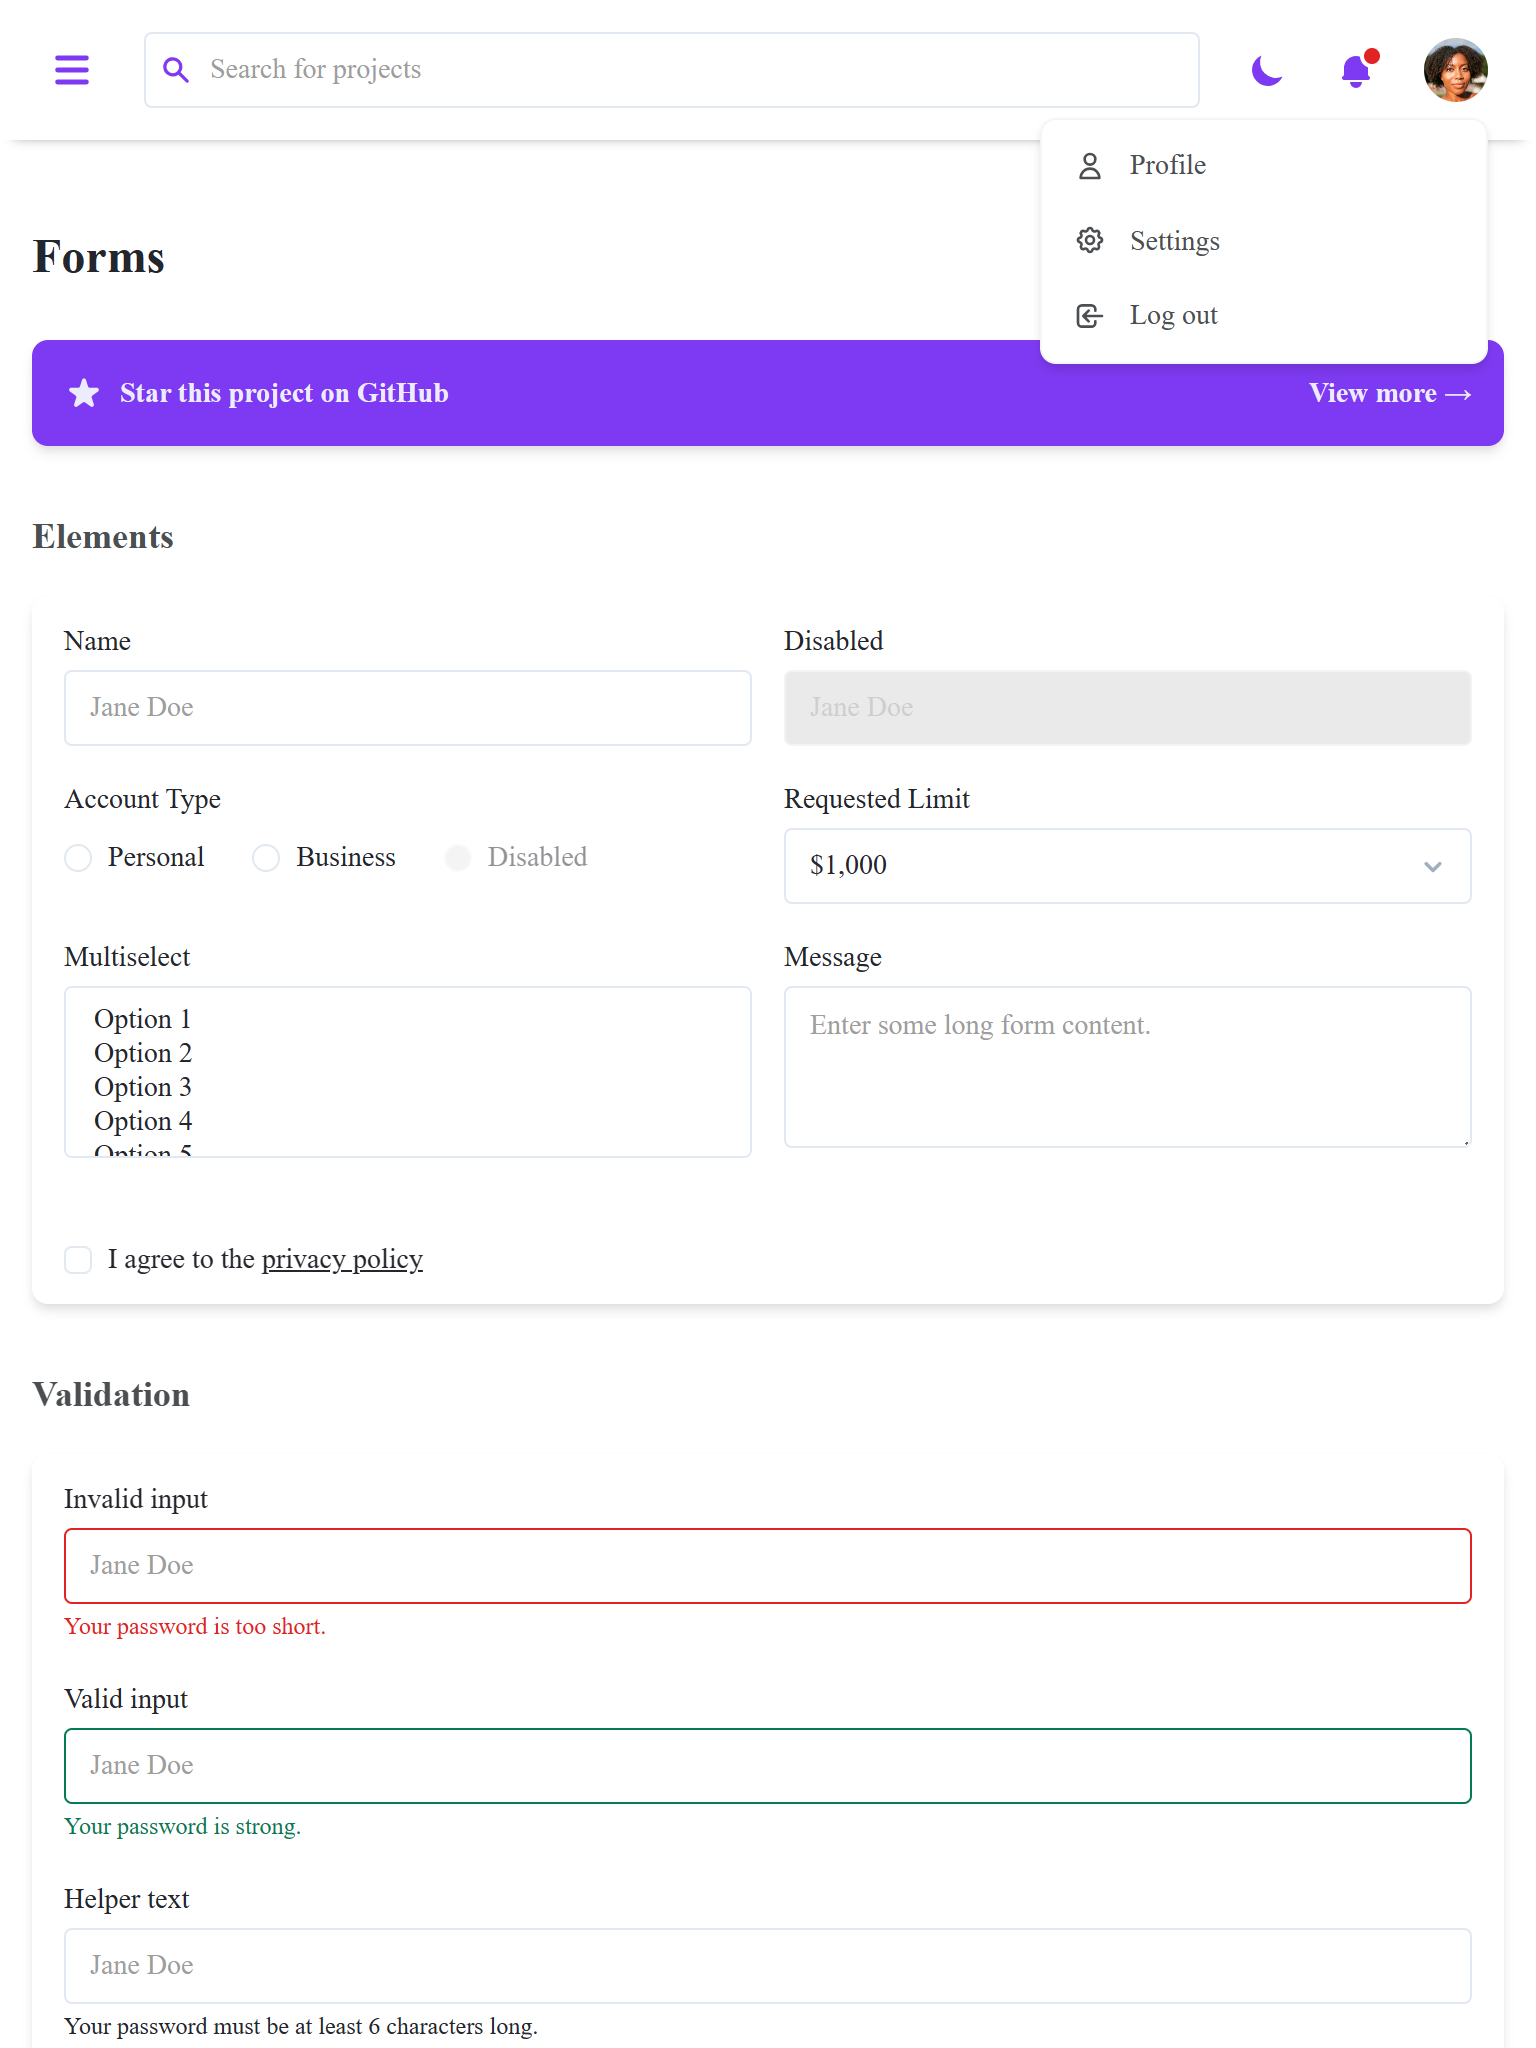 Search for projects
Profile
Settings
Log out
Forms
Star this project on GitHub
View more →
Elements
Name
Jane Doe
Disabled
Jane Doe
Account Type
Personal
Business
Disabled
Requested Limit
$1,000
Multiselect
Option 1
Option 2
Option 3
Option 4
Option 5
Message
Enter some long form content.
I agree to the privacy policy
Validation
Invalid input
Jane Doe
Your password is too short.
Valid input
Jane Doe
Your password is strong.
Helper text
Jane Doe
Your password must be at least 6 characters long.